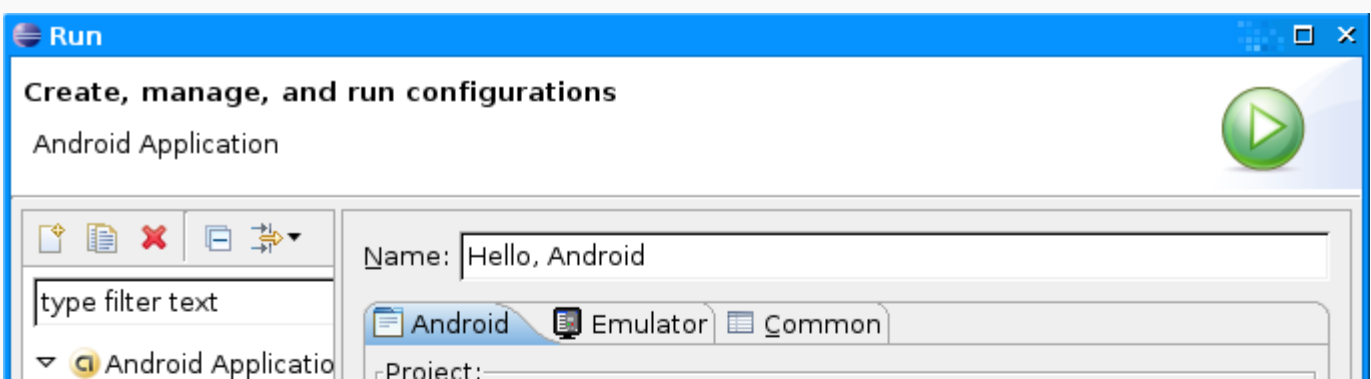 Run
Create, manage, and run configurations
Android Application
Name: Hello, Android
type filter text
Android Emulator Common
Android Applicatio
Project: